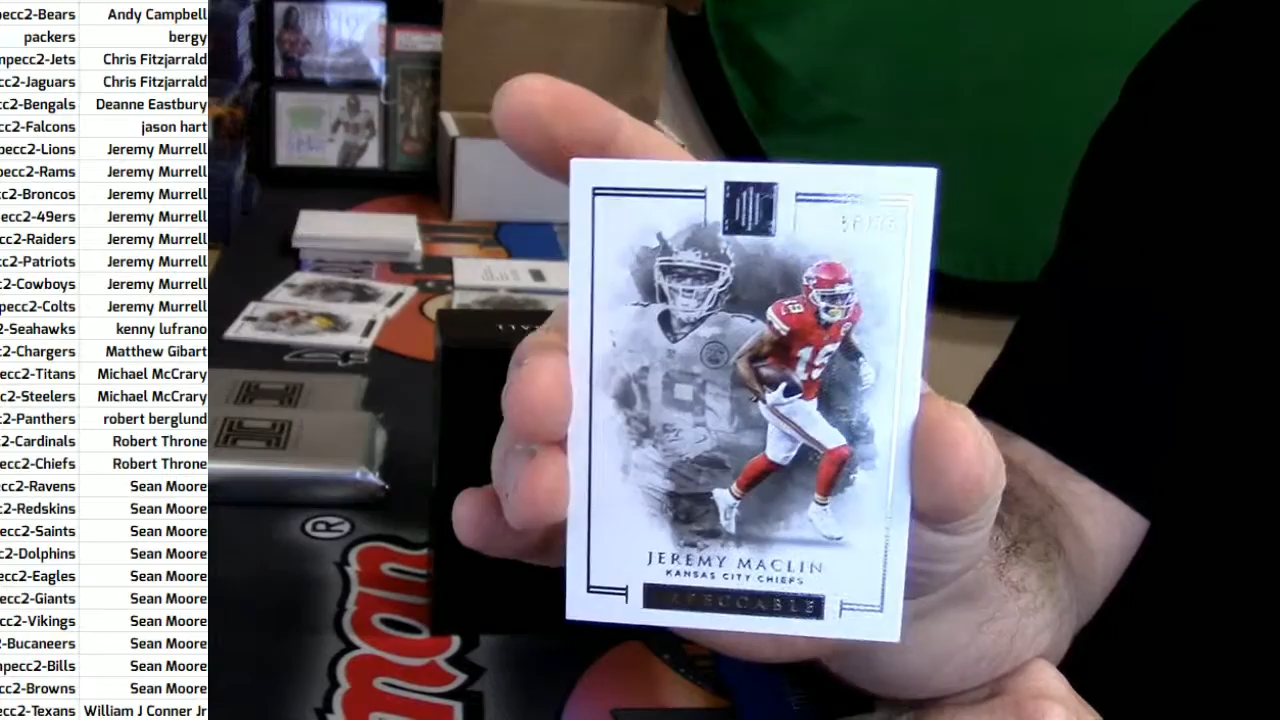 pecc2-Bears Andy Campbell
packers bergy
mpecc2-Jets Chris Fitzjarrald
cc2-Jaguars Chris Fitzjarrald
cc2-Bengals Deanne Eastbury
cc2-Falcons jason hart
pecc2-Lions Jeremy Murrell
pecc2-Rams Jeremy Murrell
cc2-Broncos Jeremy Murrell
ecc2-49ers Jeremy Murrell
cc2-Raiders Jeremy Murrell
cc2-Patriots Jeremy Murrell
c2-Cowboys Jeremy Murrell
pecc2-Colts Jeremy Murrell
2-Seahawks kenny lufrano
c2-Chargers Matthew Gibart
ecc2-Titans Michael McCrary
c2-Steelers Michael McCrary
c2-Panthers robert berglund
c2-Cardinals Robert Throne
ecc2-Chiefs Robert Throne
ecc2-Ravens Sean Moore
c2-Redskins Sean Moore
ecc2-Saints Sean Moore
c2-Dolphins Sean Moore
ecc2-Eagles Sean Moore
ecc2-Giants Sean Moore
cc2-Vikings Sean Moore
2-Bucaneers Sean Moore
mpecc2-Bills Sean Moore
cc2-Browns Sean Moore
cc2-Texans William J Conner Jr
19
19
JEREMY MACLIN
KANSAS CITY CHIEFS
IMPECCABLE
®
man